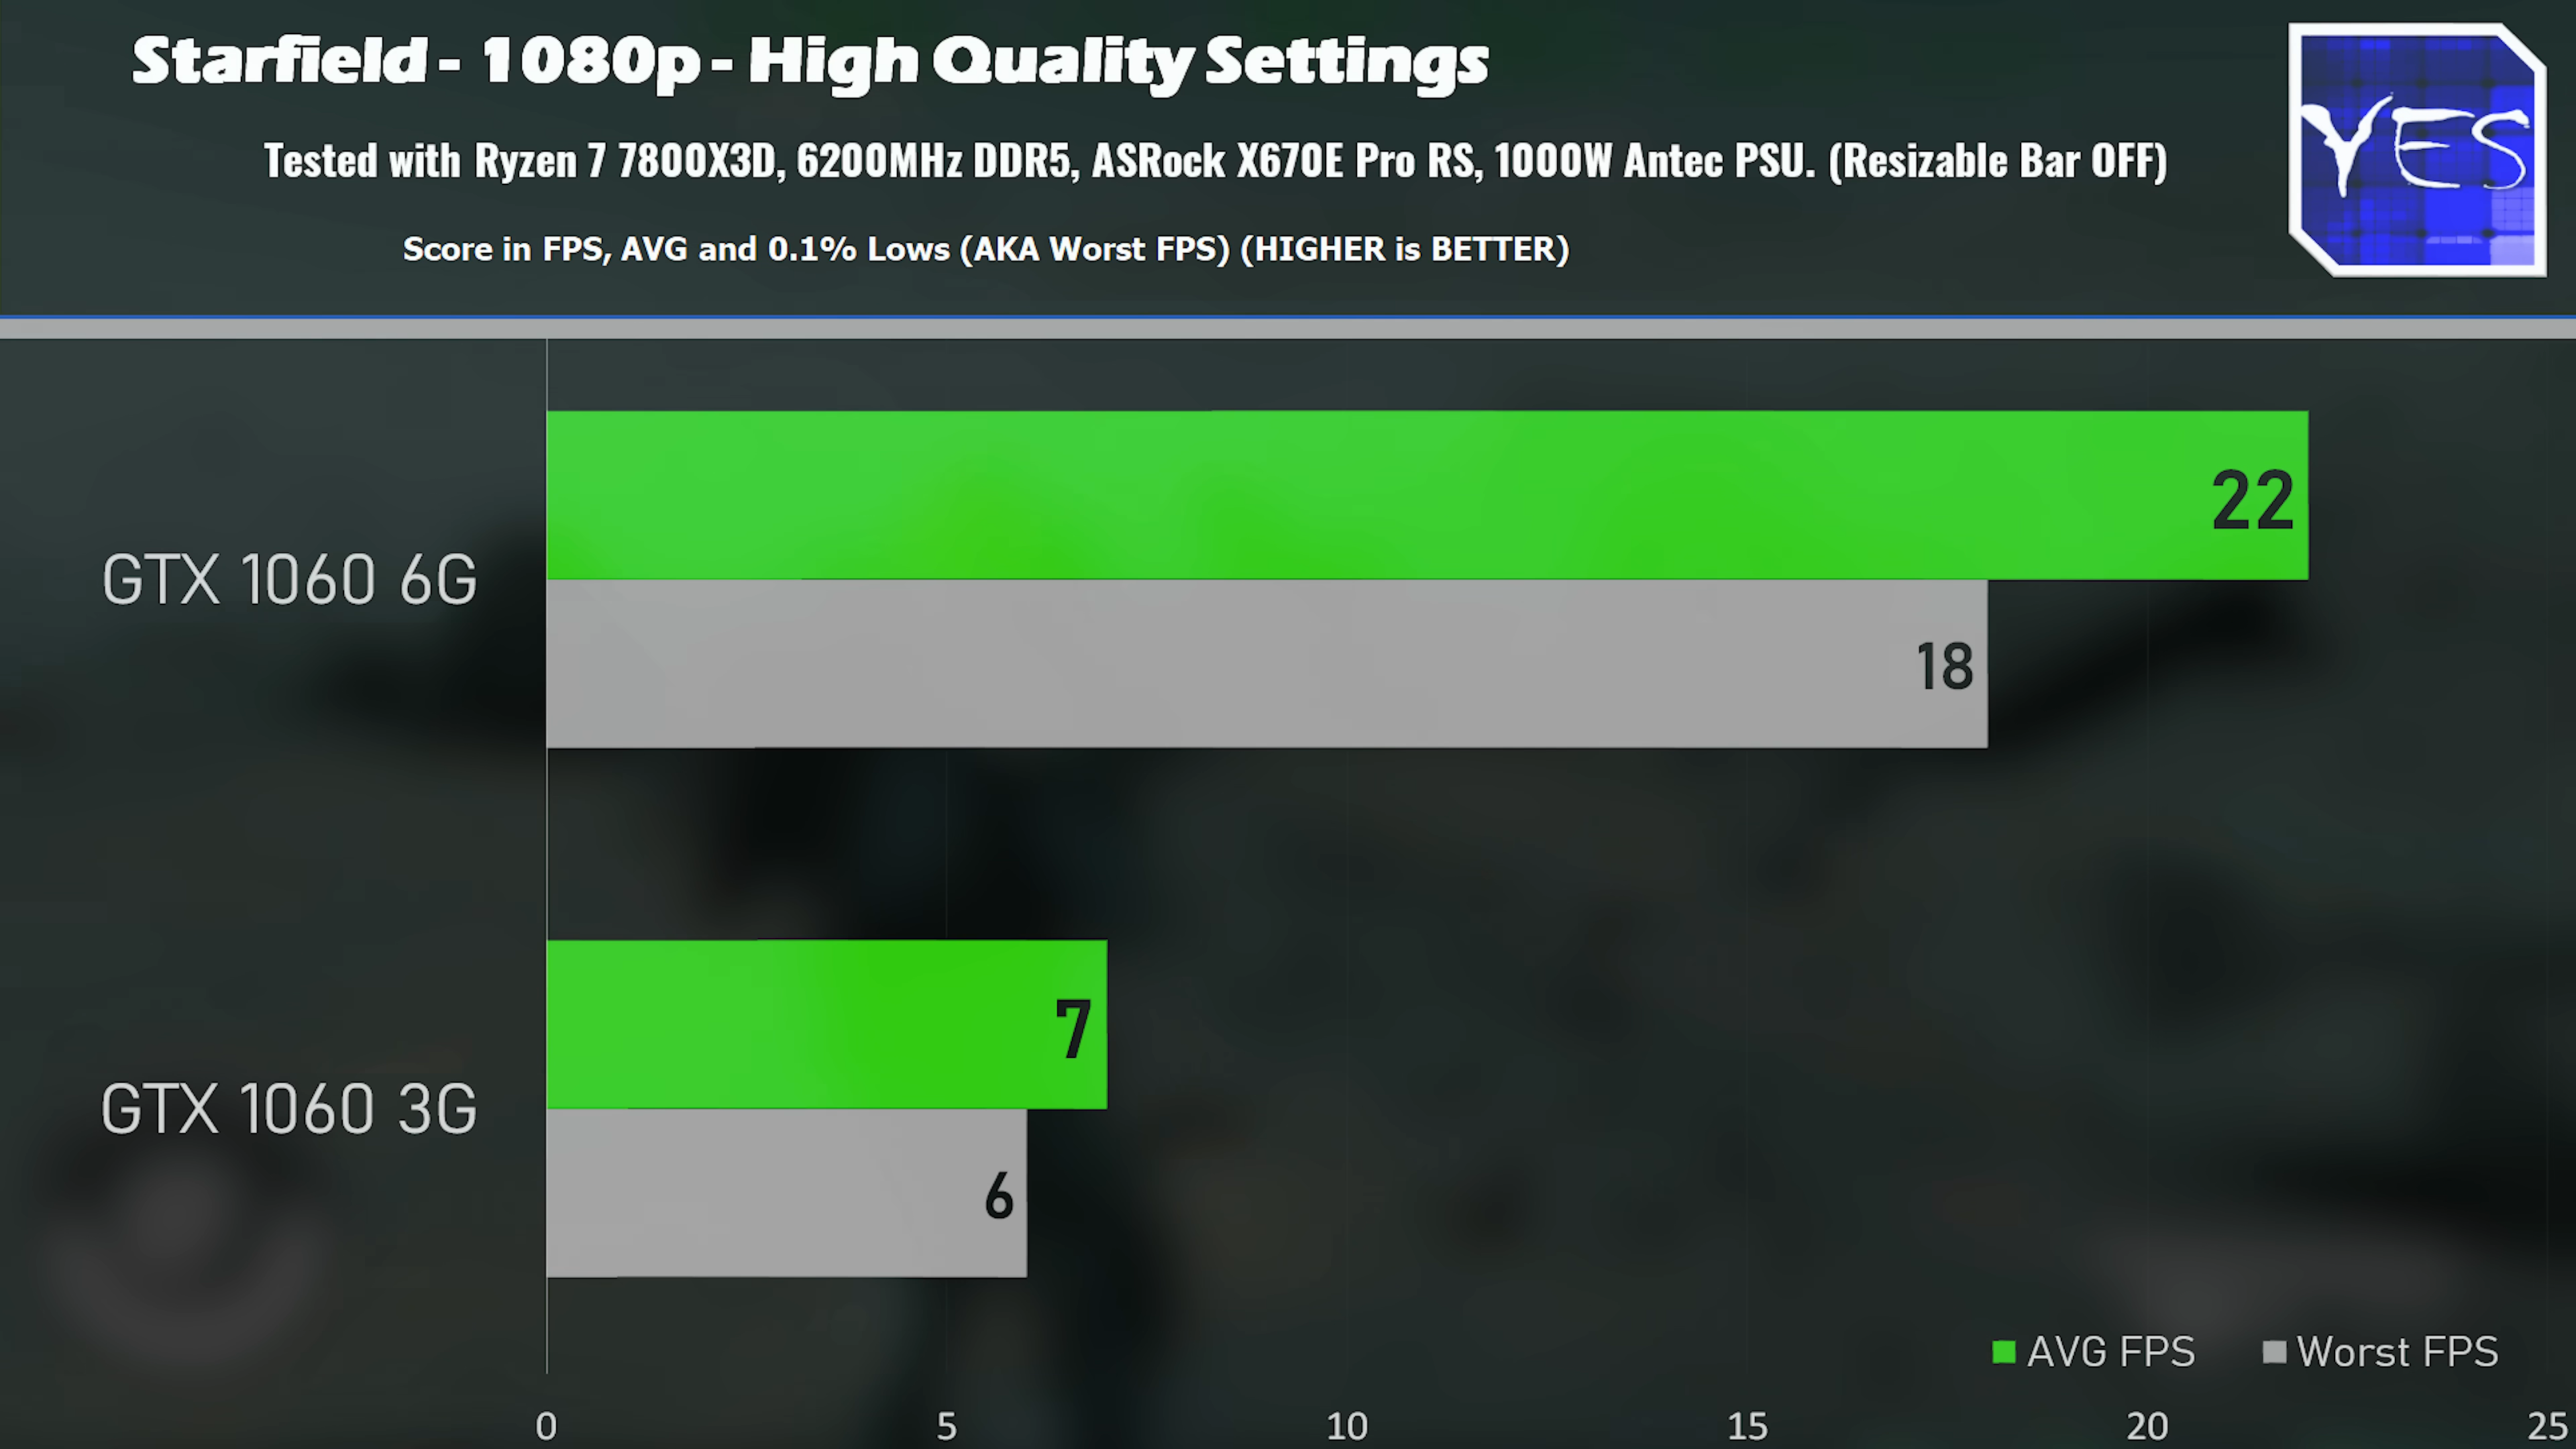 Starfield - 1080p - High Quality Settings
Tested with Ryzen 7 7800X3D, 6200MHz DDR5, ASRock X670E Pro RS, 1000W Antec PSU. (Resizable Bar OFF)
Score in FPS, AVG and 0.1% Lows (AKA Worst FPS) (HIGHER is BETTER)
YES
GTX 1060 6G
22
18
GTX 1060 3G
7
6
AVG FPS
Worst FPS
0 5 10 15 20 25